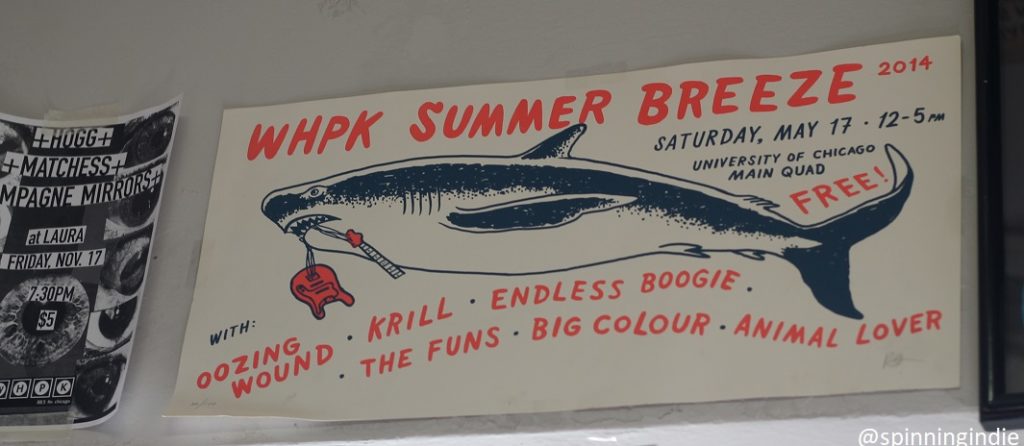 +HOGG+
+MATCHESS+
MPAGNE MIRRORS+
at LAURA
FRIDAY, NOV. 17
7:30PM
$5
WHPK
WHPK SUMMER BREEZE 2014
SATURDAY, MAY 17 · 12-5PM
UNIVERSITY OF CHICAGO
MAIN QUAD
FREE!
WITH:
OOZING WOUND · KRILL · ENDLESS BOOGIE ·
· THE FUNS · BIG COLOUR · ANIMAL LOVER
@spinningindie